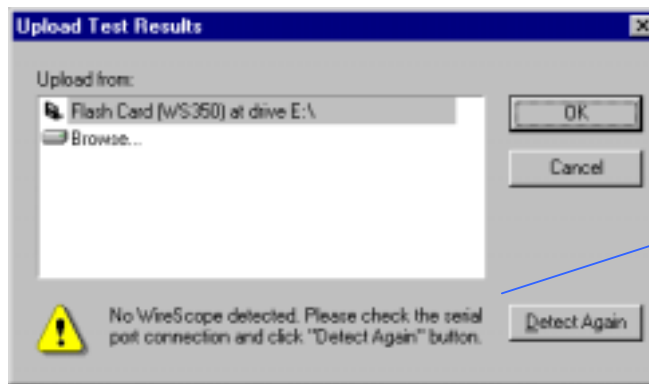 Upload Test Results
Upload from:
Flash Card (WS350) at drive E:\
Browse...
OK
Cancel
No WireScope detected. Please check the serial
port connection and click "Detect Again" button.
Detect Again